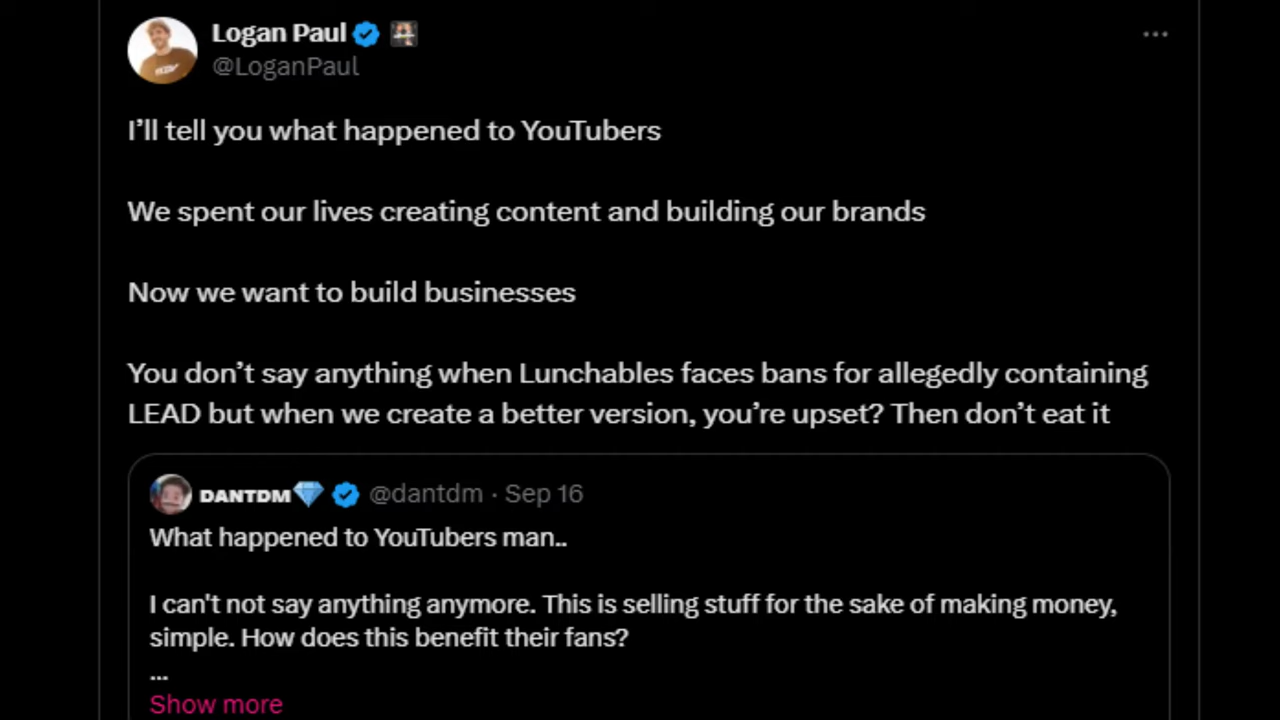 Logan Paul
@LoganPaul
I’ll tell you what happened to YouTubers
We spent our lives creating content and building our brands
Now we want to build businesses
You don’t say anything when Lunchables faces bans for allegedly containing
LEAD but when we create a better version, you’re upset? Then don’t eat it
DANTDM💎 @dantdm · Sep 16
What happened to YouTubers man..
I can't not say anything anymore. This is selling stuff for the sake of making money,
simple. How does this benefit their fans?
...
Show more